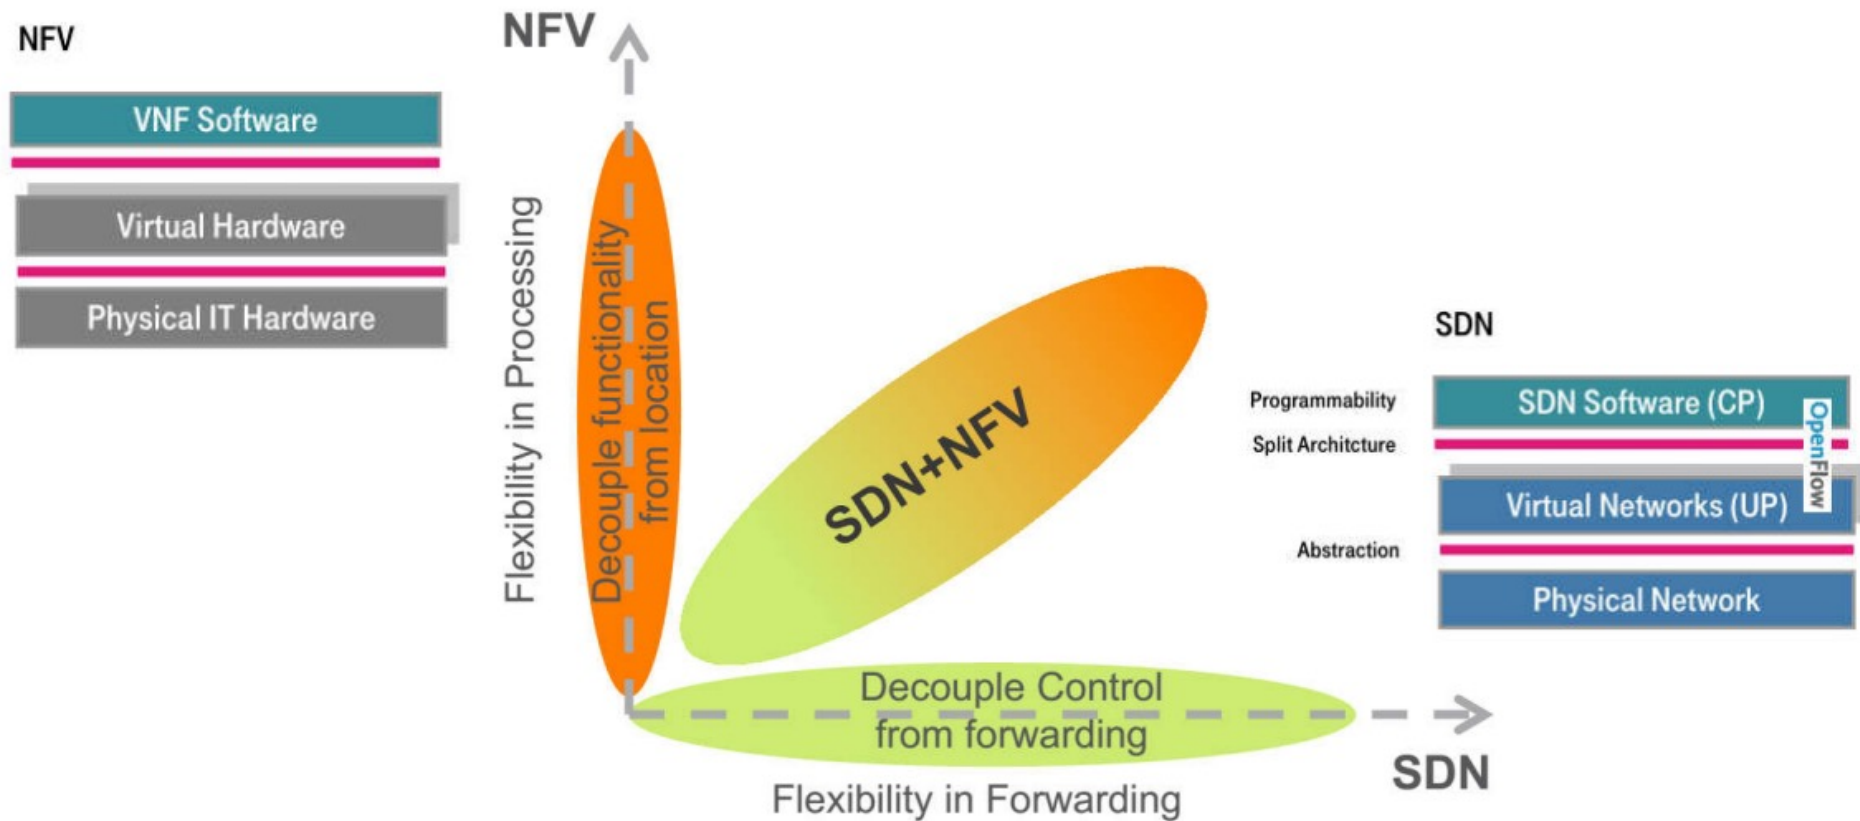 NFV
VNF Software
Virtual Hardware
Physical IT Hardware
NFV
Flexibility in Processing
Decouple functionality
from location
SDN+NFV
Decouple Control
from forwarding
SDN
Flexibility in Forwarding
SDN
Programmability
SDN Software (CP)
Split Architcture
OpenFlow
Virtual Networks (UP)
Abstraction
Physical Network